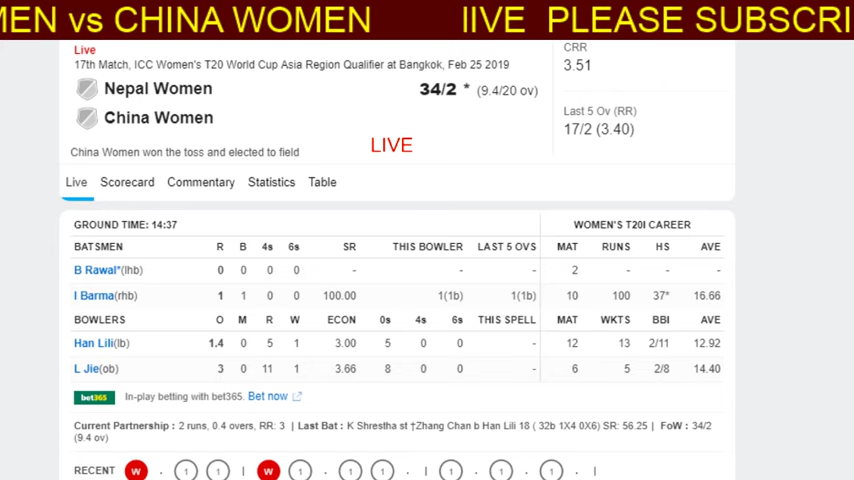 MEN vs CHINA WOMEN IIVE PLEASE SUBSCRI
Live
17th Match, ICC Women's T20 World Cup Asia Region Qualifier at Bangkok, Feb 25 2019
Nepal Women 34/2 * (9.4/20 ov)
China Women
China Women won the toss and elected to field
LIVE
CRR
3.51
Last 5 Ov (RR)
17/2 (3.40)
Live Scorecard Commentary Statistics Table
GROUND TIME: 14:37 WOMEN'S T20I CAREER
BATSMEN R B 4s 6s SR THIS BOWLER LAST 5 OVS MAT RUNS HS AVE
B Rawal*(lhb) 0 0 0 0 - - - 2 - - -
I Barma(rhb) 1 1 0 0 100.00 1(1b) 1(1b) 10 100 37* 16.66
BOWLERS O M R W ECON 0s 4s 6s THIS SPELL MAT WKTS BBI AVE
Han Lili(lb) 1.4 0 5 1 3.00 5 0 0 - 12 13 2/11 12.92
L Jie(ob) 3 0 11 1 3.66 8 0 0 - 6 5 2/8 14.40
bet365 In-play betting with bet365. Bet now
Current Partnership : 2 runs, 0.4 overs, RR: 3 | Last Bat : K Shrestha st †Zhang Chan b Han Lili 18 ( 32b 1X4 0X6) SR: 56.25 | FoW : 34/2
(9.4 ov)
RECENT W . 1 1 | W 1 . 1 1 . | 1 . 1 . 1 . |